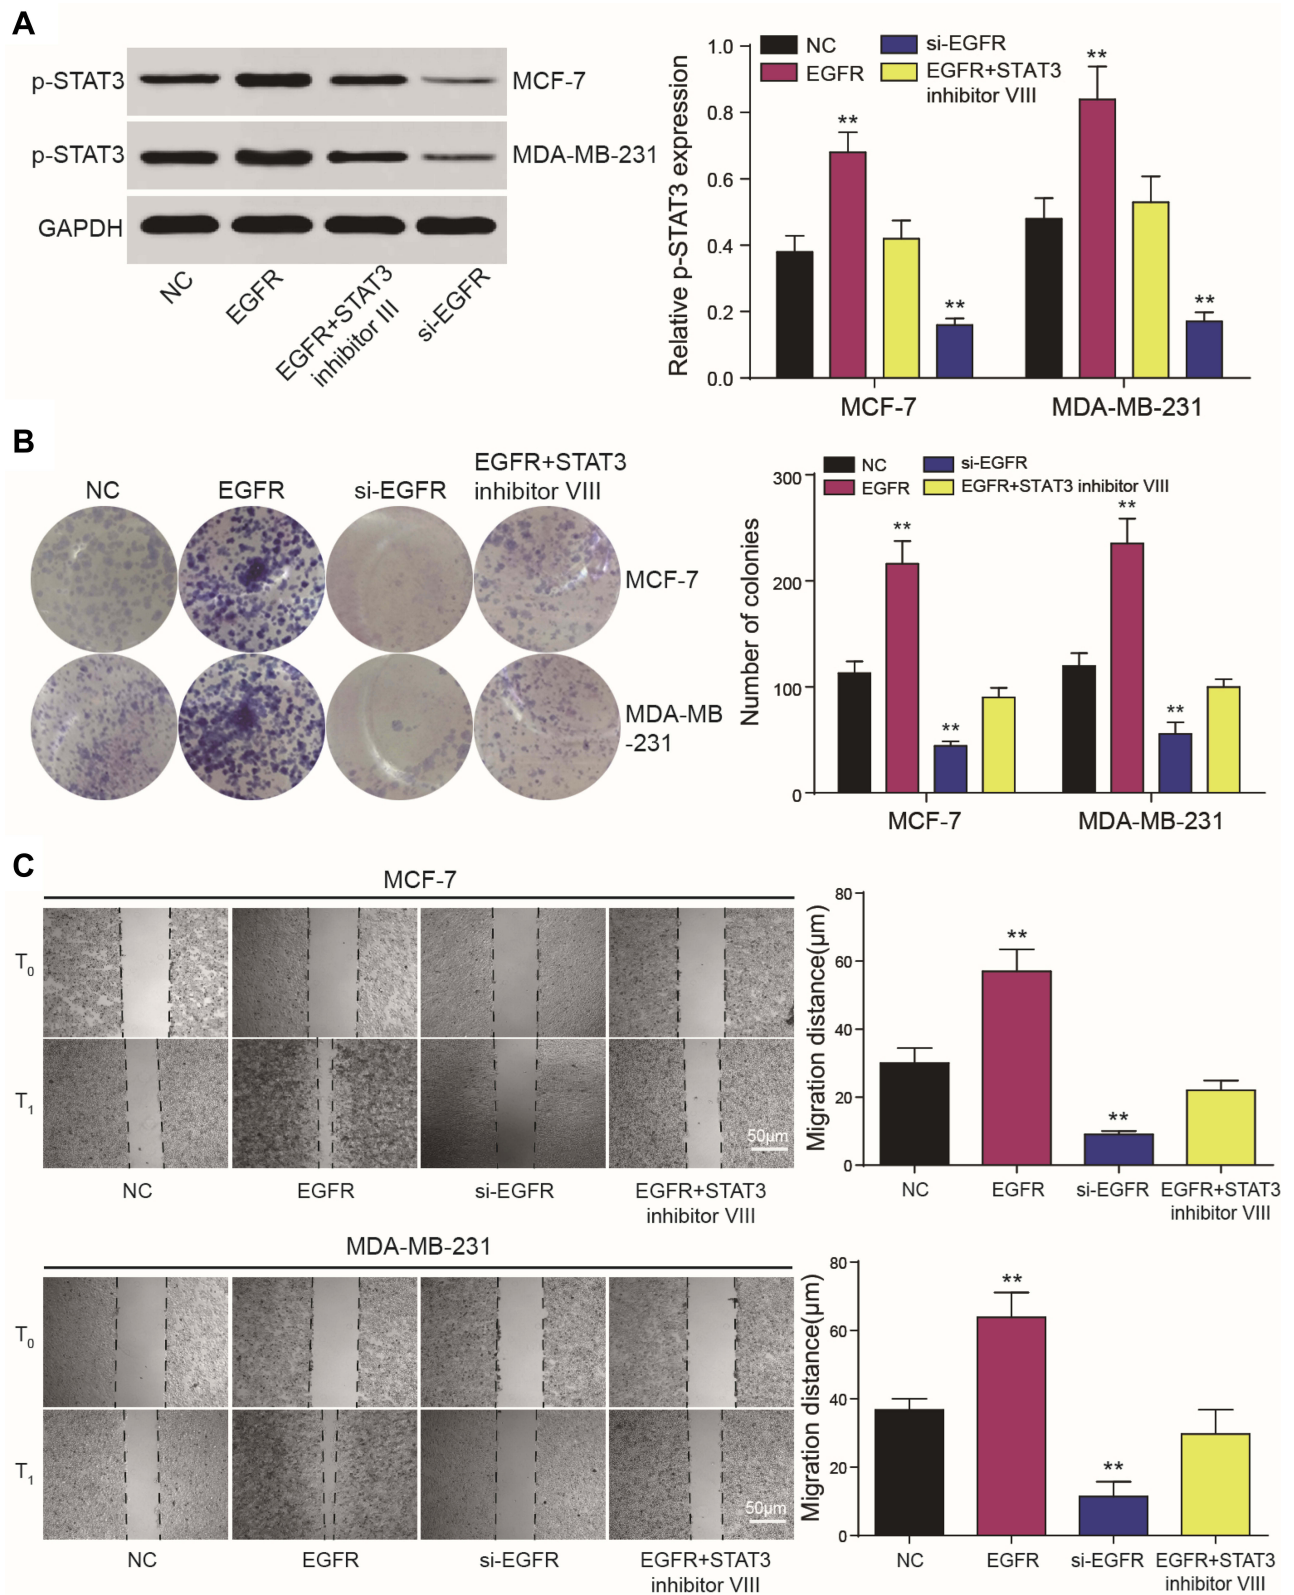 A
p-STAT3
MCF-7
p-STAT3
MDA-MB-231
GAPDH
NC
EGFR
EGFR+STAT3
inhibitor III
si-EGFR
Relative p-STAT3 expression
1.0
0.8
0.6
0.4
0.2
0.0
NC
EGFR
si-EGFR
EGFR+STAT3
inhibitor VIII
**
**
**
**
MCF-7
MDA-MB-231
B
NC
EGFR
si-EGFR
EGFR+STAT3
inhibitor VIII
MCF-7
MDA-MB
-231
Number of colonies
300
200
100
0
NC
EGFR
si-EGFR
EGFR+STAT3 inhibitor VIII
**
**
**
**
MCF-7
MDA-MB-231
C
MCF-7
T0
T1
50μm
NC
EGFR
si-EGFR
EGFR+STAT3
inhibitor VIII
Migration distance(μm)
80
60
40
20
0
**
**
NC
EGFR
si-EGFR
EGFR+STAT3
inhibitor VIII
MDA-MB-231
T0
T1
50μm
NC
EGFR
si-EGFR
EGFR+STAT3
inhibitor VIII
Migration distance(μm)
80
60
40
20
0
**
**
NC
EGFR
si-EGFR
EGFR+STAT3
inhibitor VIII